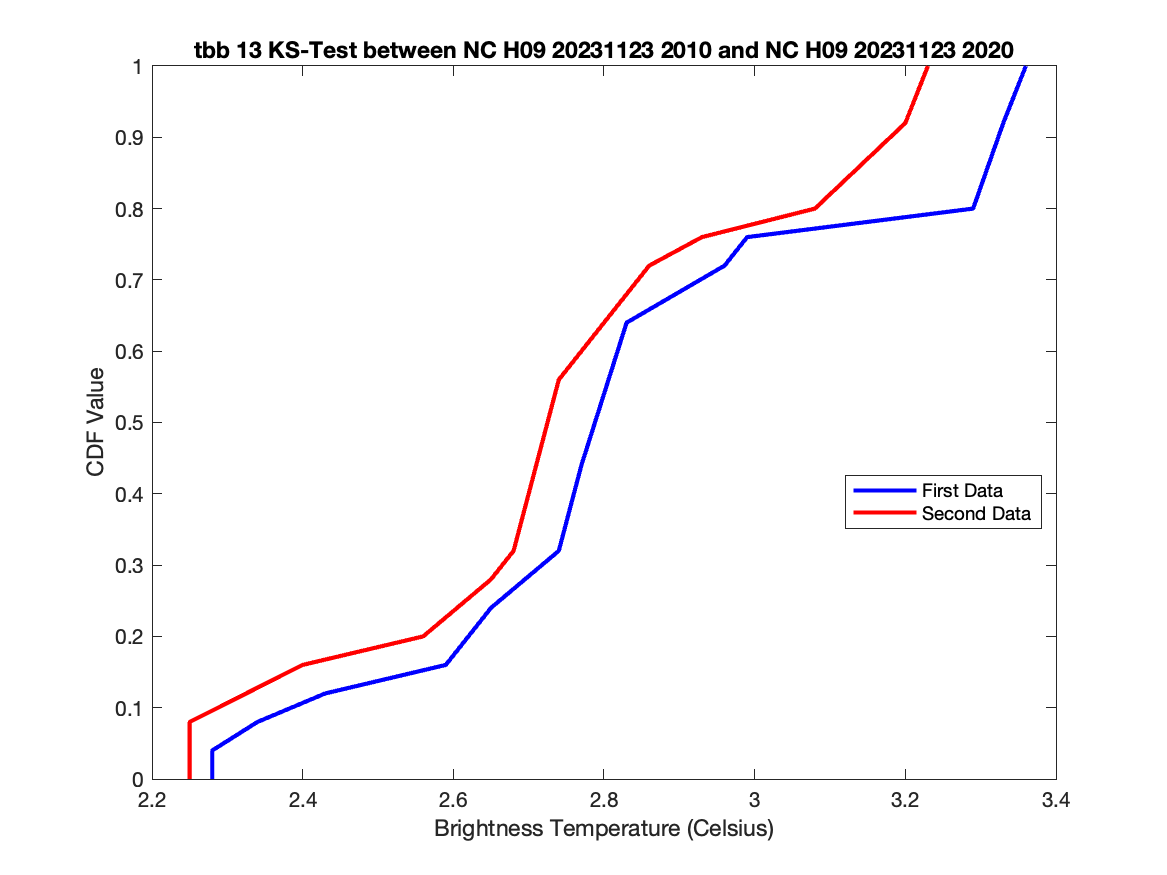 tbb 13 KS-Test between NC H09 20231123 2010 and NC H09 20231123 2020
1
0.9
0.8
0.7
0.6
0.5
0.4
0.3
0.2
0.1
0
CDF Value
First Data
Second Data
2.2 2.4 2.6 2.8 3 3.2 3.4
Brightness Temperature (Celsius)